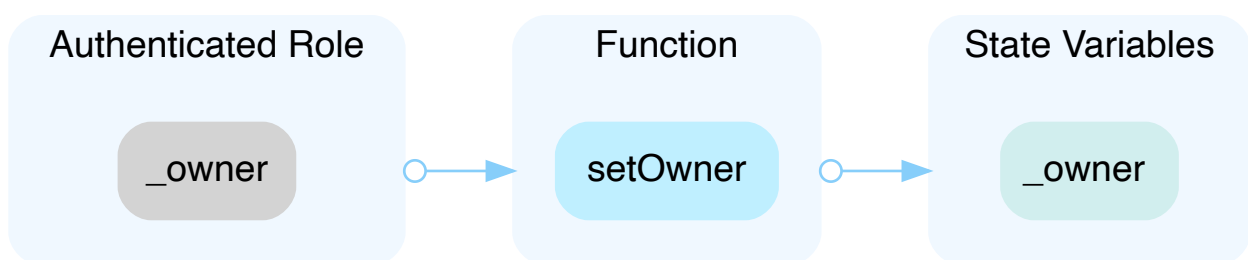 Authenticated Role
Function
State Variables
_owner
setOwner
_owner